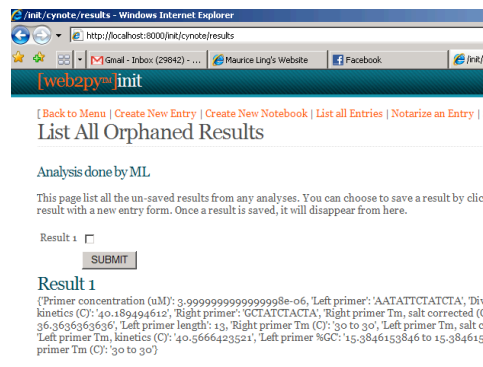 /init/cynote/results - Windows Internet Explorer
http://localhost:8000/init/cynote/results
Gmail - Inbox (29842) - ... Maurice Ling's Website Facebook /init/
[web2py™]init
[ Back to Menu | Create New Entry | Create New Notebook | List all Entries | Notarize an Entry |
List All Orphaned Results
Analysis done by ML
This page list all the un-saved results from any analyses. You can choose to save a result by clic
result with a new entry form. Once a result is saved, it will disappear from here.
Result 1
SUBMIT
Result 1
{'Primer concentration (uM)': 3.9999999999999998e-06, 'Left primer': 'AATATTCTATCTA', 'Div
kinetics (C)': '40.189494612', 'Right primer': 'GCTATCTACTA', 'Right primer Tm, salt corrected (C
36.3636363636', 'Left primer length': 13, 'Right primer Tm (C)': '30 to 30', 'Left primer Tm, salt c
'Left primer Tm, kinetics (C)': '40.5666423521', 'Left primer %GC: '15.3846153846 to 15.384615
primer Tm (C)': '30 to 30'}